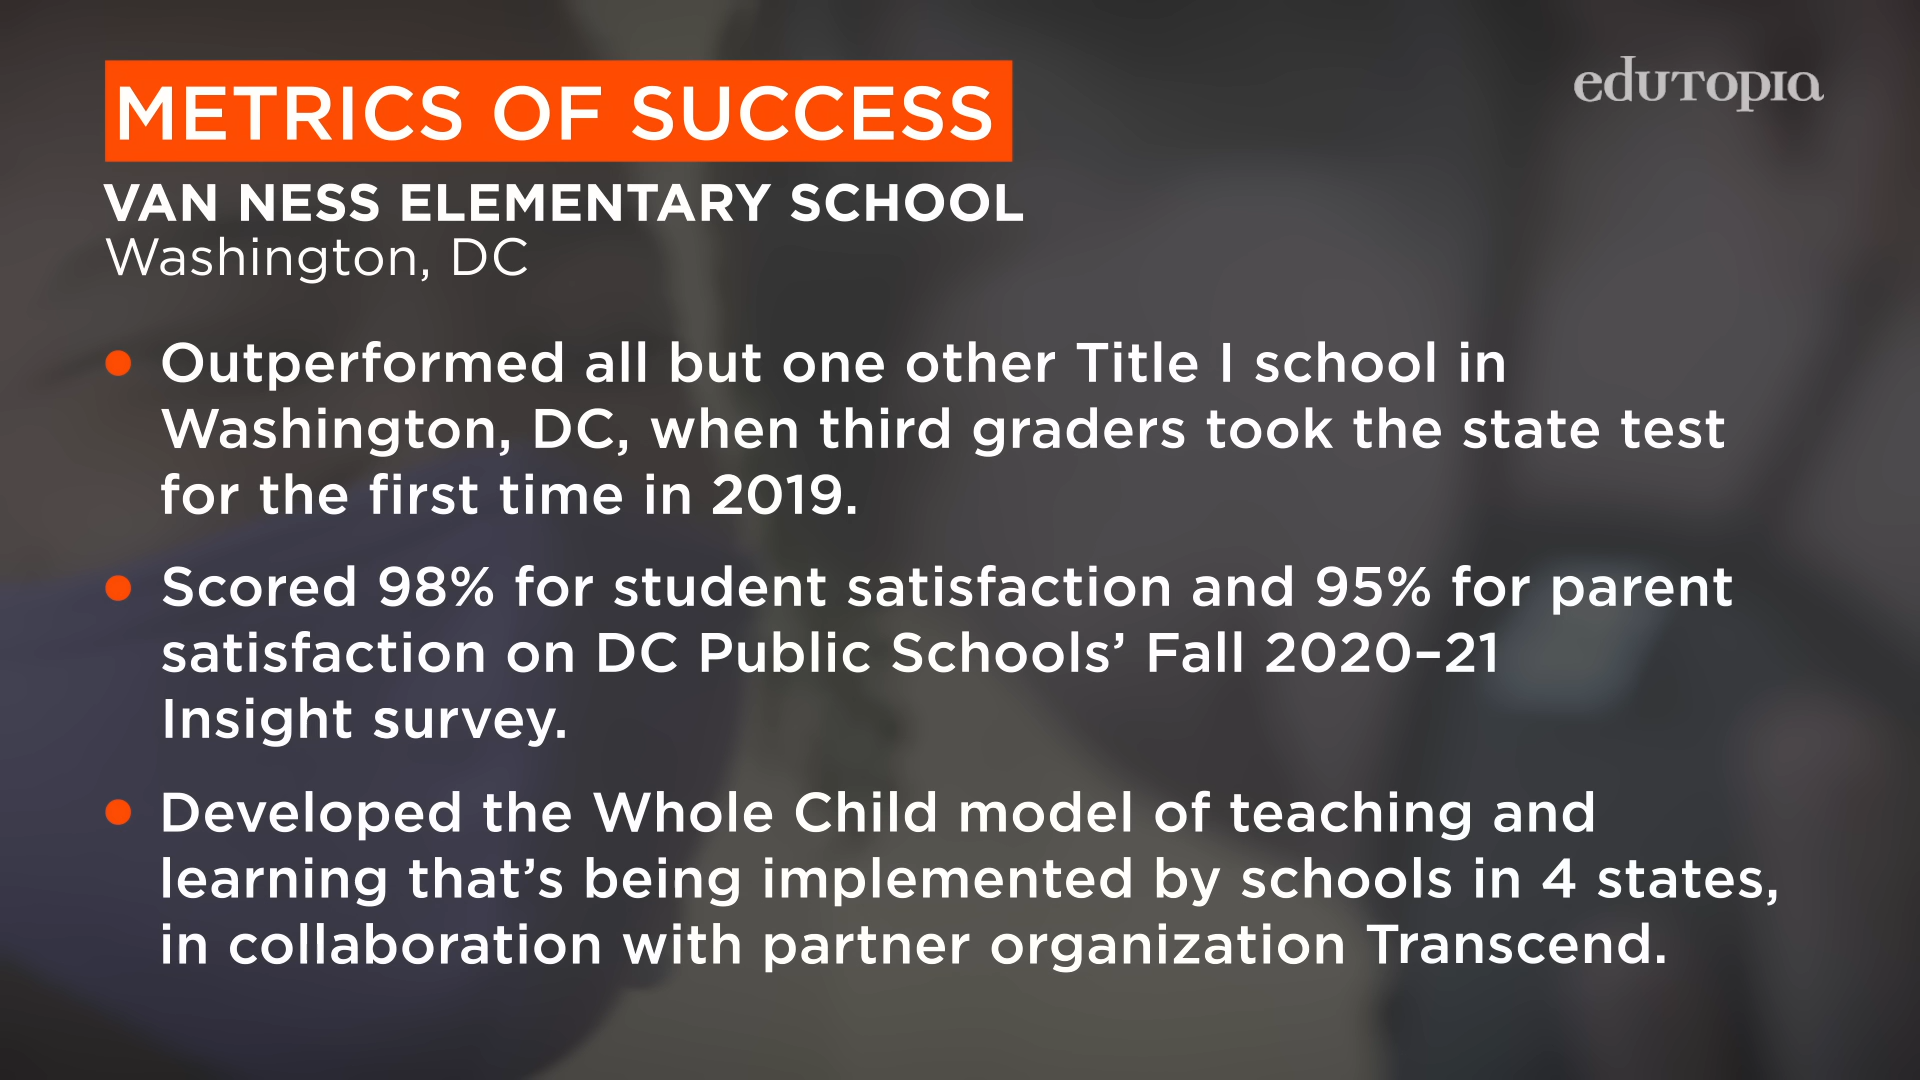 METRICS OF SUCCESS
edUTOPIA
VAN NESS ELEMENTARY SCHOOL
Washington, DC
Outperformed all but one other Title I school in
Washington, DC, when third graders took the state test
for the first time in 2019.
Scored 98% for student satisfaction and 95% for parent
satisfaction on DC Public Schools’ Fall 2020–21
Insight survey.
Developed the Whole Child model of teaching and
learning that’s being implemented by schools in 4 states,
in collaboration with partner organization Transcend.